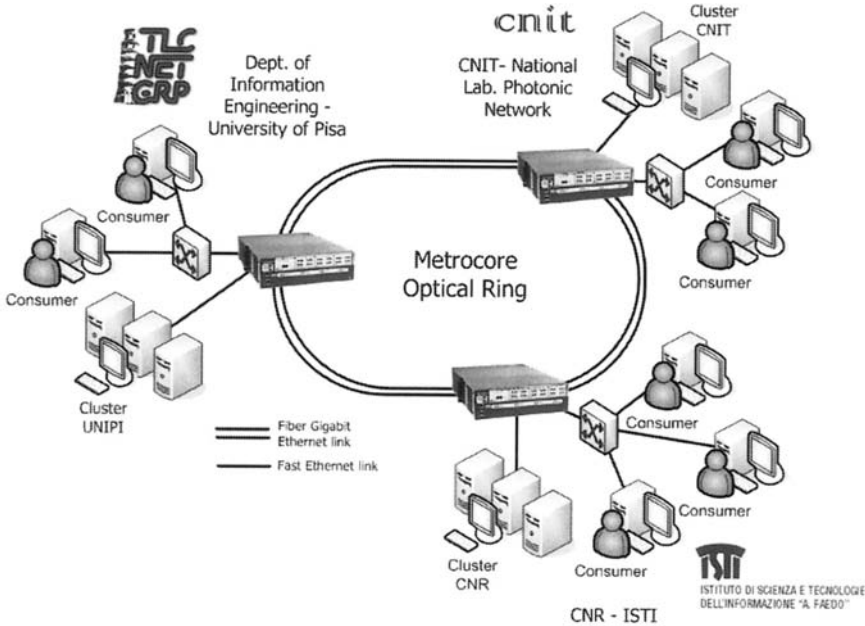 TLC
NET
GRP
Dept. of
Information
Engineering -
University of Pisa
cnit
CNIT- National
Lab. Photonic
Network
Cluster
CNIT
Consumer
Consumer
Consumer
Consumer
Metrocore
Optical Ring
Cluster
UNIPI
Fiber Gigabit
Ethernet link
Fast Ethernet link
Consumer
Consumer
Consumer
Cluster
CNR
CNR - ISTI
ISTI
ISTITUTO DI SCIENZA E TECNOLOGIE
DELL'INFORMAZIONE "A. FAEDO"